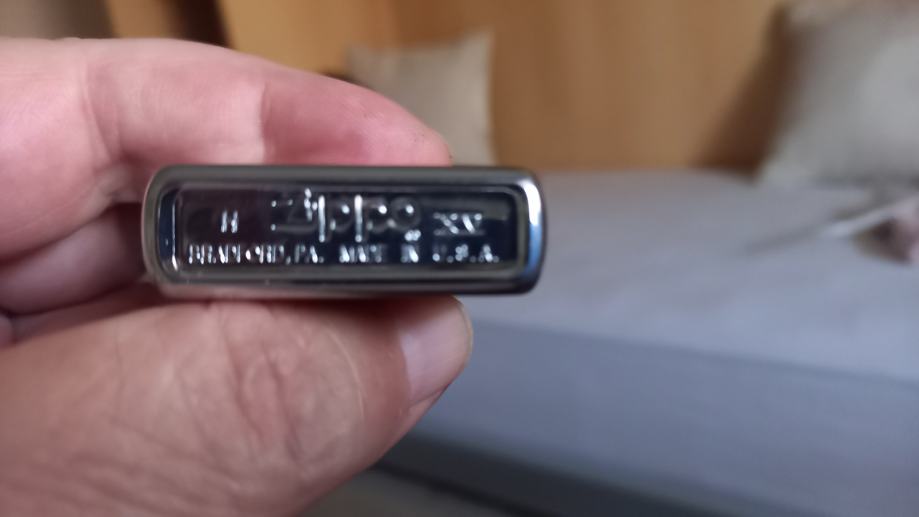 H Zippo XV
BRADFORD, PA. MADE IN U.S.A.